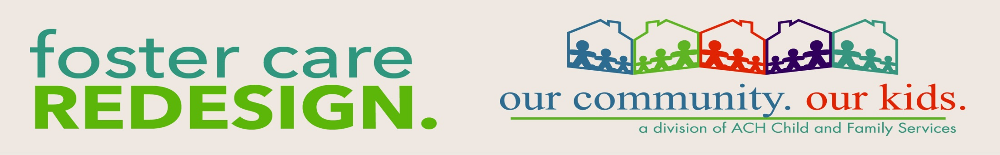 foster care
REDESIGN.
our community. our kids.
a division of ACH Child and Family Services